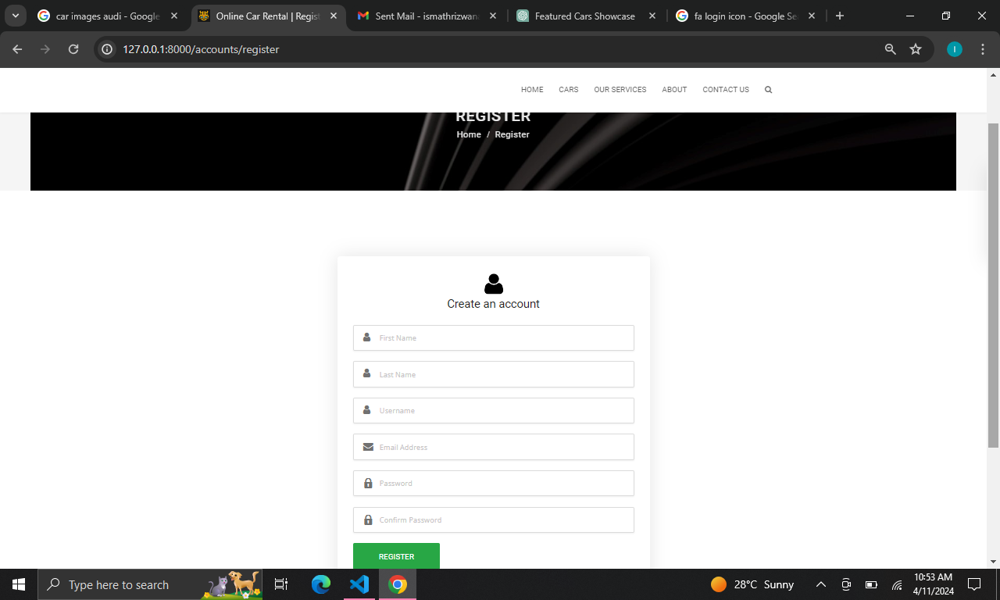 car images audi - Google
Online Car Rental | Regist
Sent Mail - ismathrizwan
Featured Cars Showcase
fa login icon - Google Se
127.0.0.1:8000/accounts/register
I
HOME
CARS
OUR SERVICES
ABOUT
CONTACT US
REGISTER
Home / Register
Create an account
First Name
Last Name
Username
Email Address
Password
Confirm Password
REGISTER
Type here to search
28°C Sunny
10:53 AM
4/11/2024